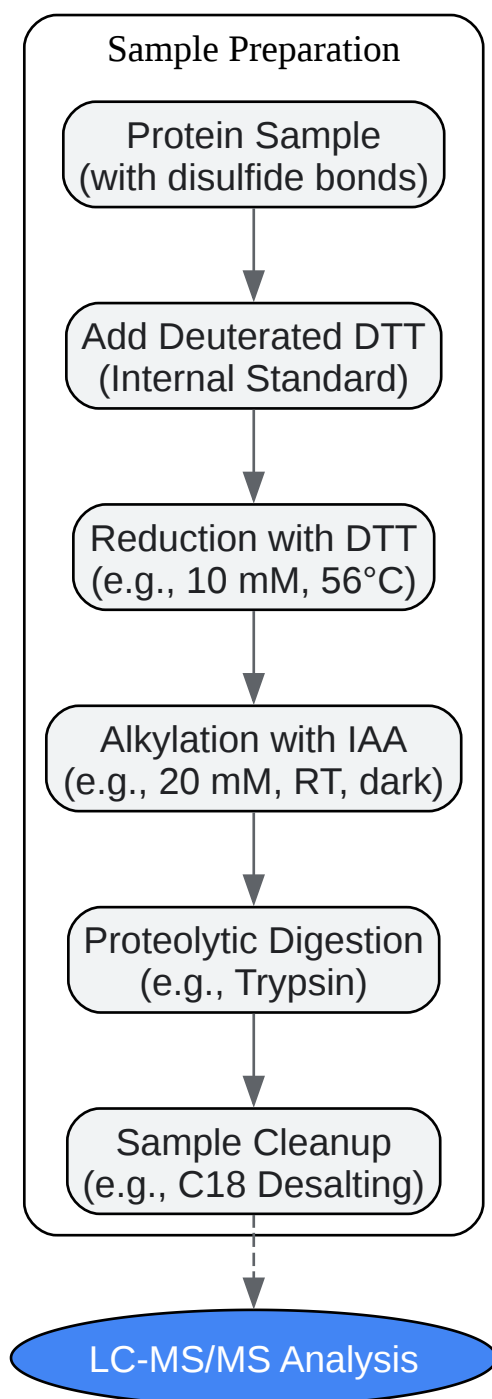 Sample Preparation
Protein Sample
(with disulfide bonds)
Add Deuterated DTT
(Internal Standard)
Reduction with DTT
(e.g., 10 mM, 56°C)
Alkylation with IAA
(e.g., 20 mM, RT, dark)
Proteolytic Digestion
(e.g., Trypsin)
Sample Cleanup
(e.g., C18 Desalting)
LC-MS/MS Analysis